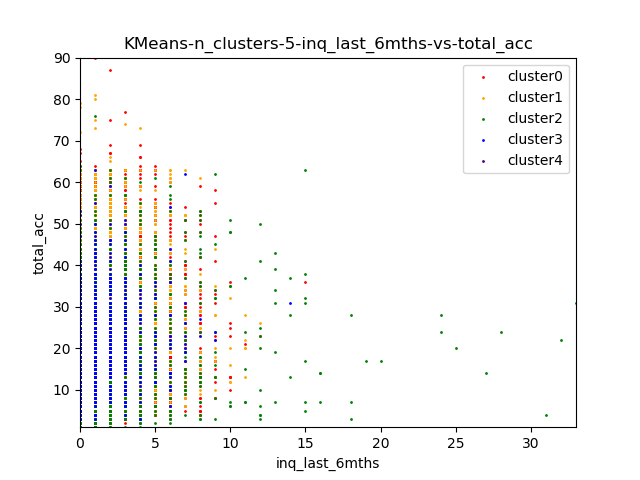 KMeans-n_clusters-5-inq_last_6mths-vs-total_acc
cluster0
cluster1
cluster2
cluster3
cluster4
total_acc
90
80
70
60
50
40
30
20
10
0 5 10 15 20 25 30
inq_last_6mths